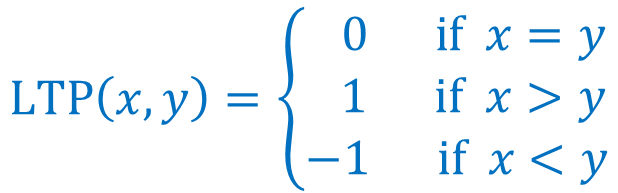 0 if x = y
LTP(x, y) = { 1 if x > y
−1 if x < y